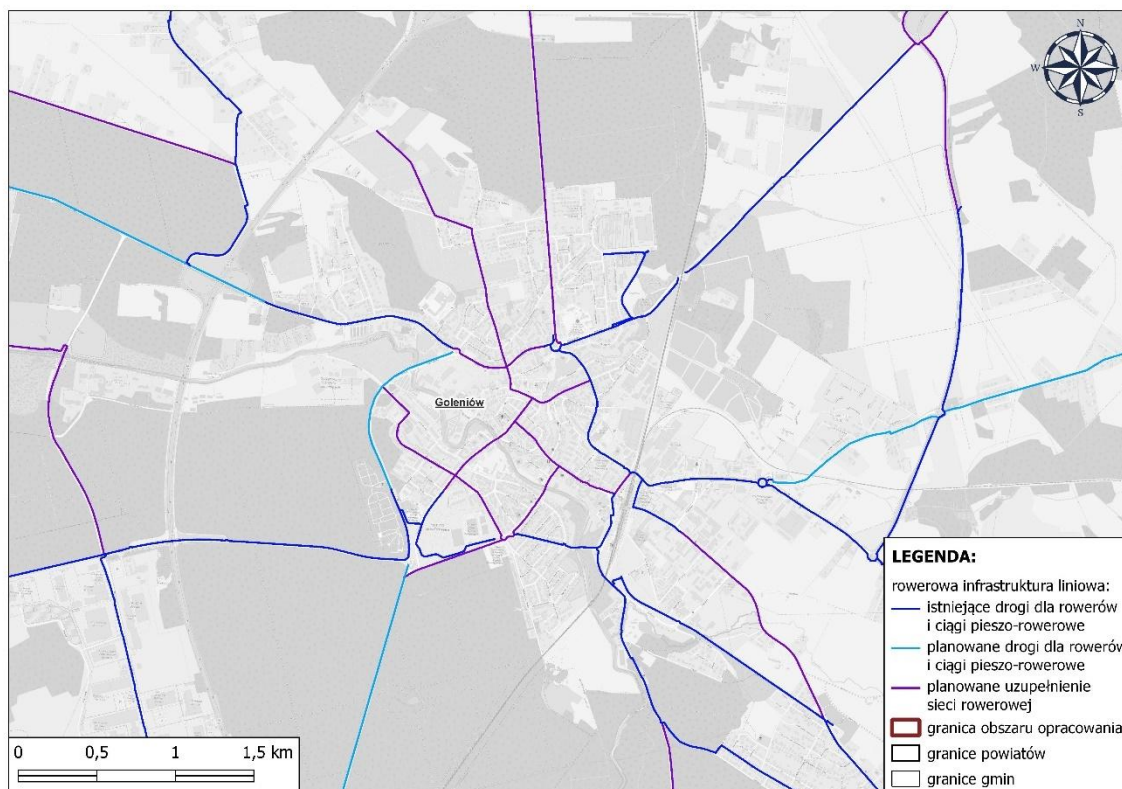 N
W
E
S
Goleniów
LEGENDA:
rowerowa infrastruktura liniowa:
istniejące drogi dla rowerów
i ciągi pieszo-rowerowe
planowane drogi dla rowerów
i ciągi pieszo-rowerowe
planowane uzupełnienie
sieci rowerowej
granica obszaru opracowania
granice powiatów
granice gmin
0 0,5 1 1,5 km